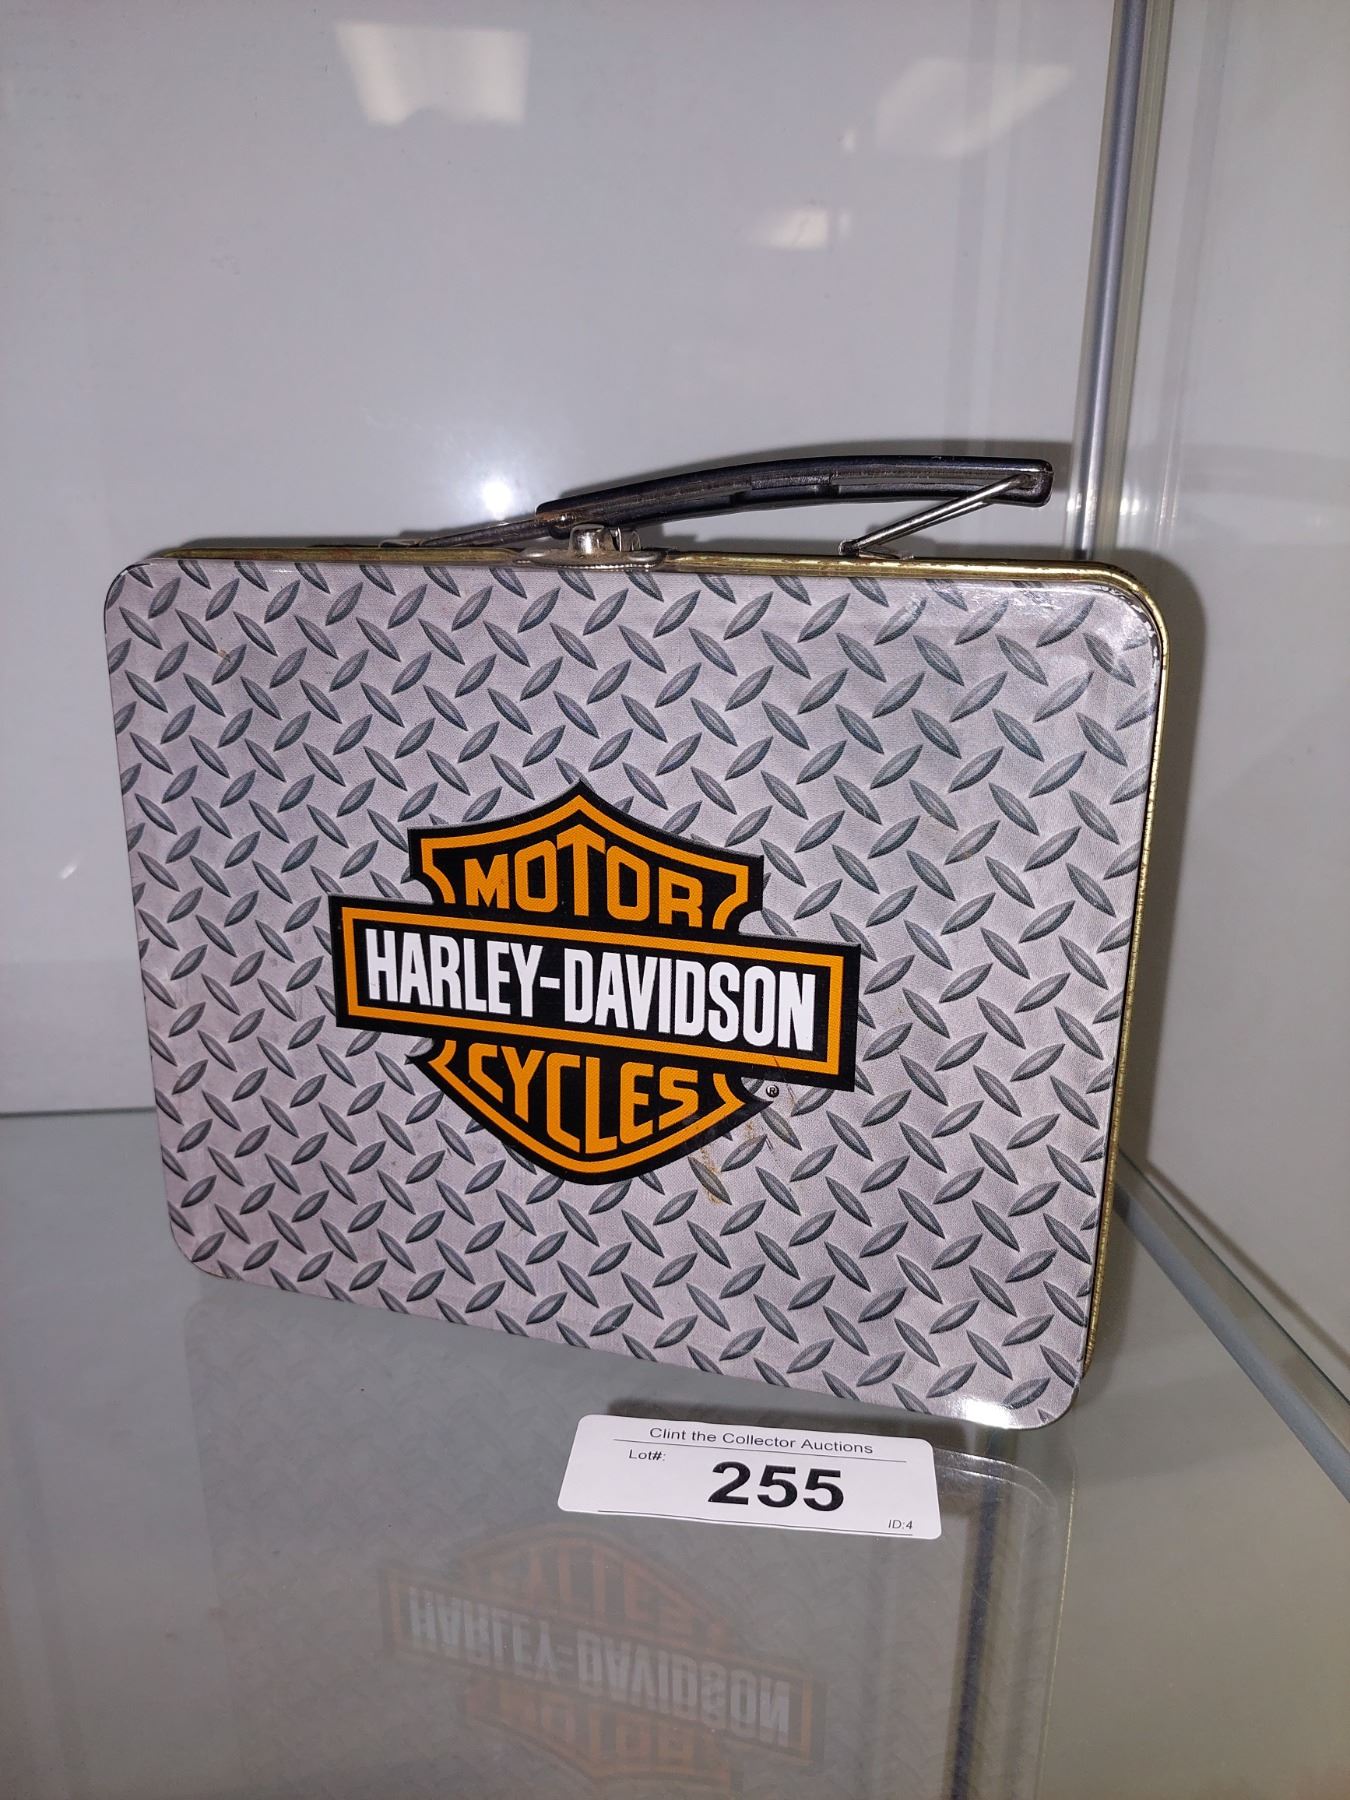 MOTOR
HARLEY-DAVIDSON
CYCLES
®
Clint the Collector Auctions
Lot#:
255
ID:4